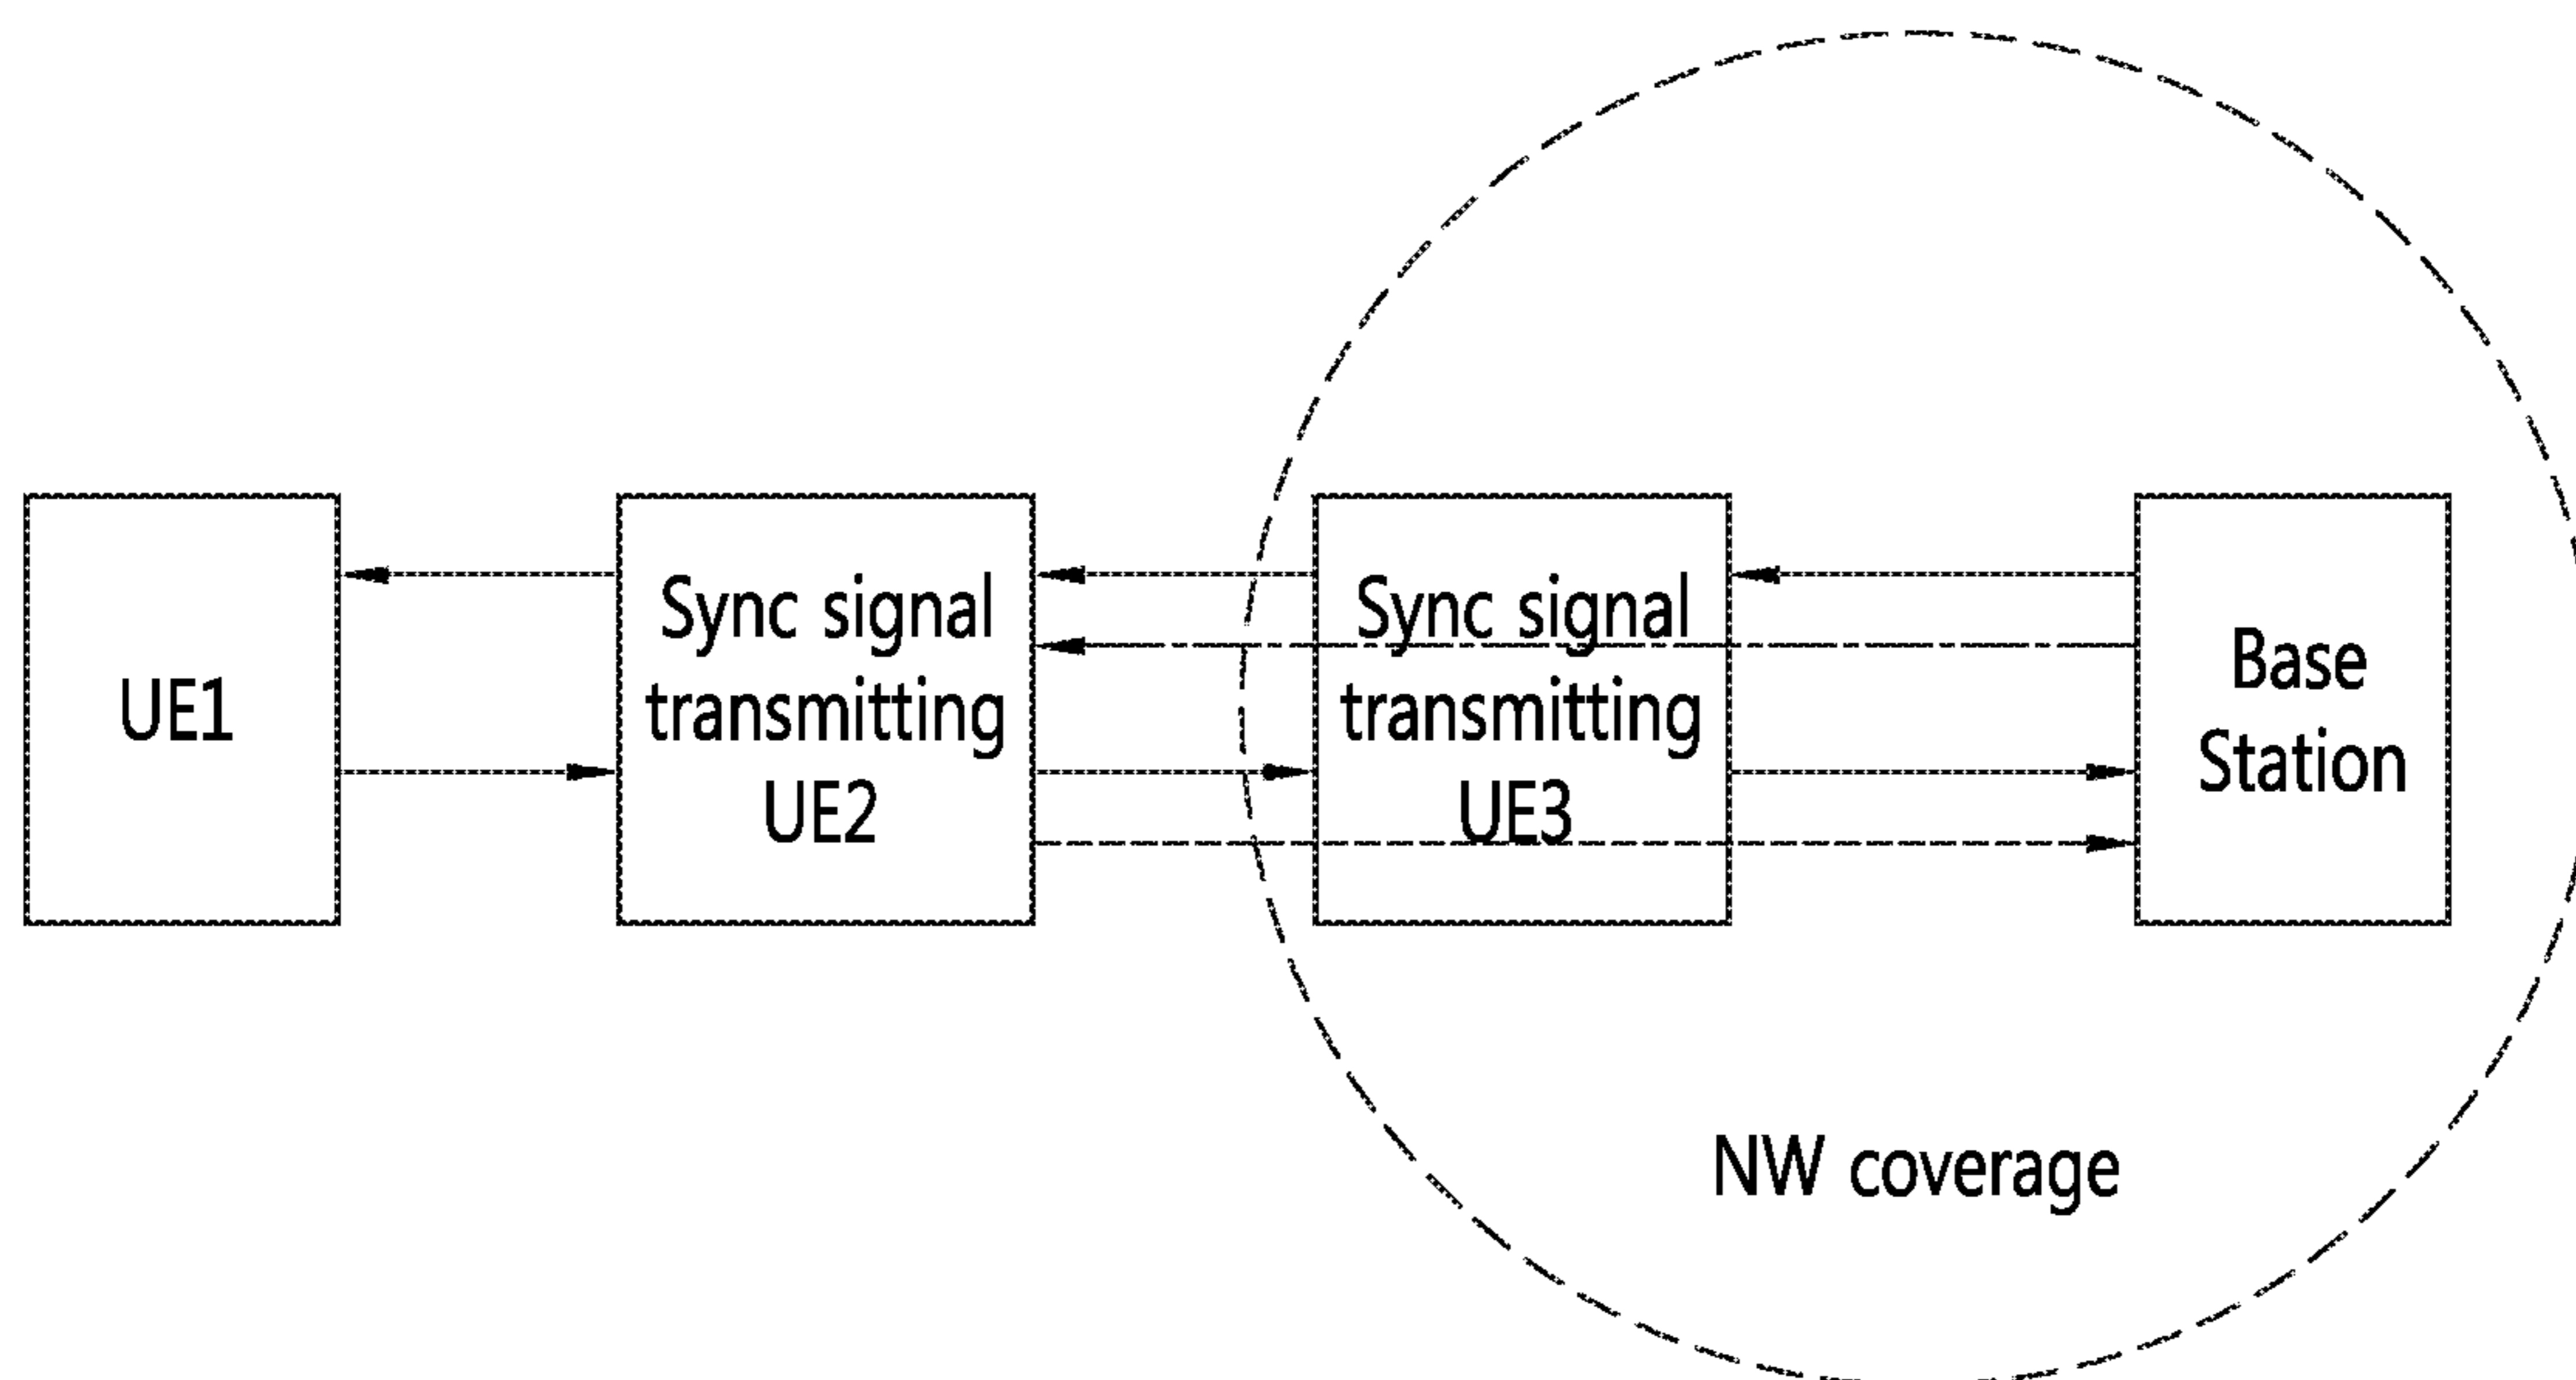 UE1
Sync signal
transmitting
UE2
Sync signal
transmitting
UE3
Base
Station
NW coverage